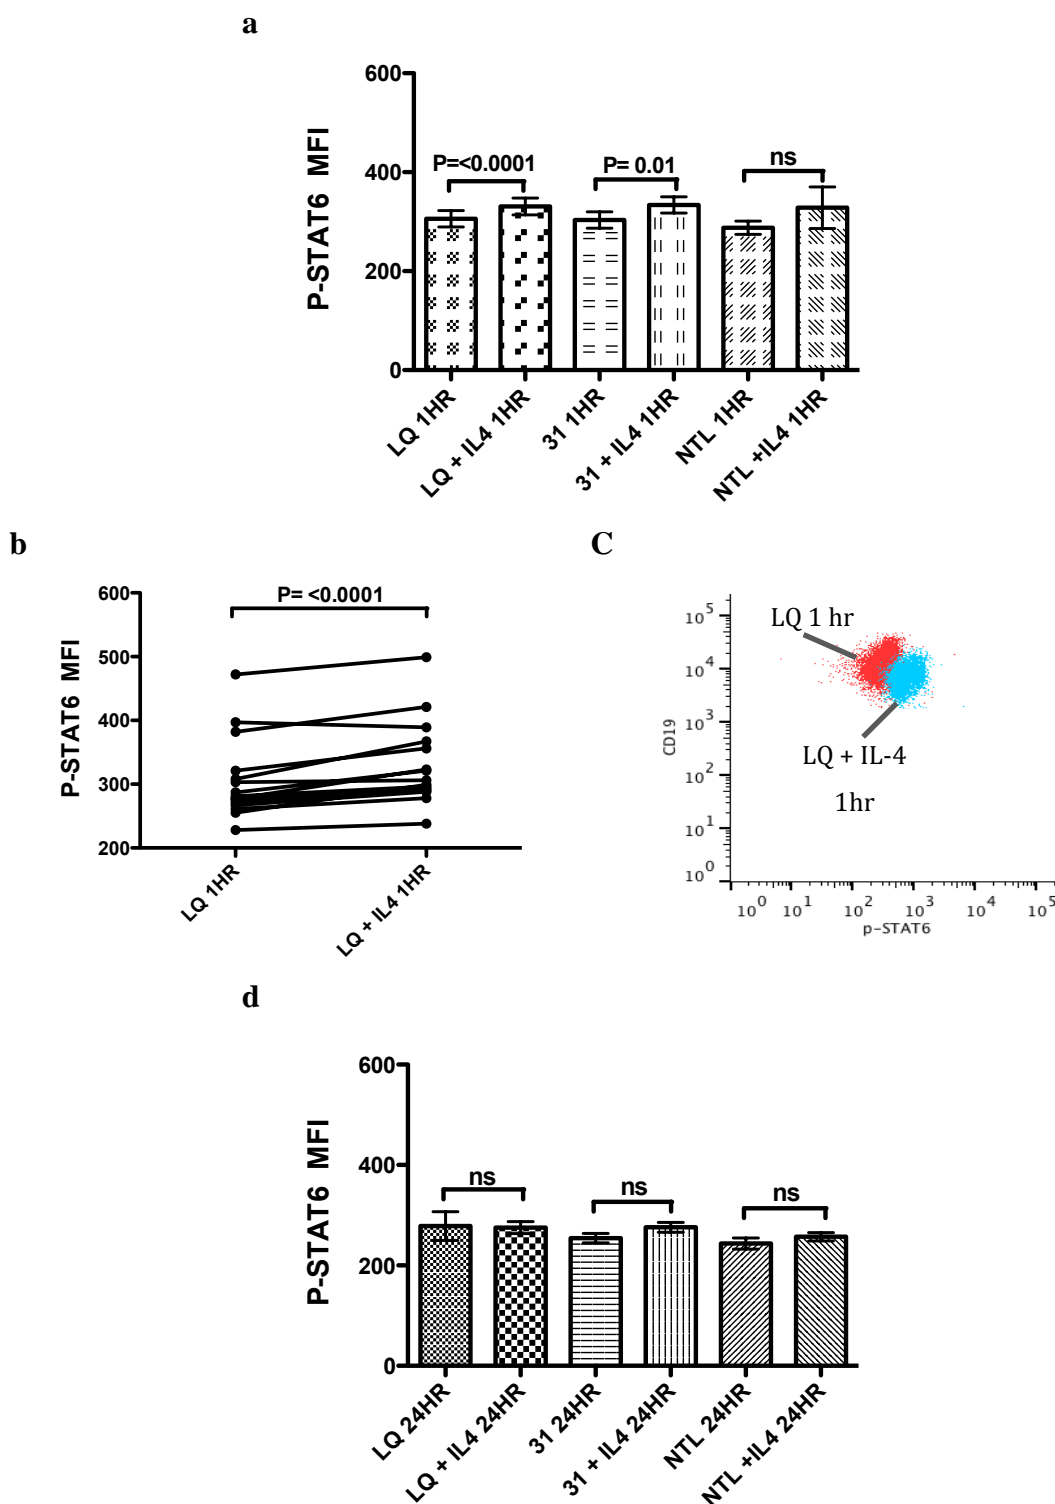 a
P-STAT6 MFI
600
400
200
0
P=<0.0001
P= 0.01
ns
LQ 1HR
LQ + IL4 1HR
31 1HR
31 + IL4 1HR
NTL 1HR
NTL +IL4 1HR
b
P-STAT6 MFI
600
500
400
300
200
P= <0.0001
LQ 1HR
LQ + IL4 1HR
C
CD19
10^5
10^4
10^3
10^2
10^1
10^0
LQ 1 hr
LQ + IL-4
1hr
10^0 10^1 10^2 10^3 10^4 10^5
p-STAT6
d
P-STAT6 MFI
600
400
200
0
ns
ns
ns
LQ 24HR
LQ + IL4 24HR
31 24HR
31 + IL4 24HR
NTL 24HR
NTL +IL4 24HR